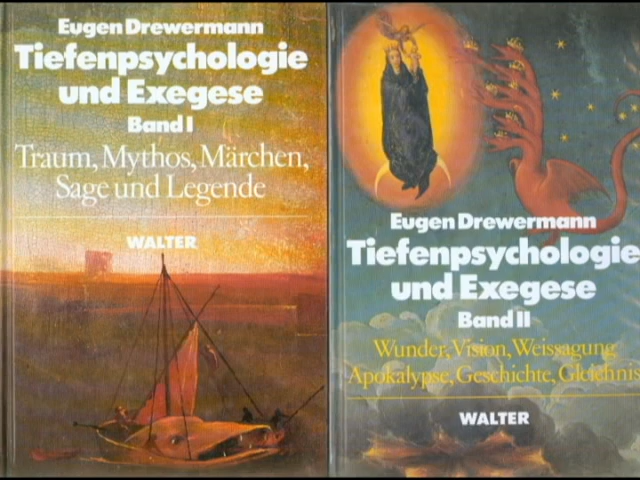 Eugen Drewermann
Tiefenpsychologie
und Exegese
Band I
Traum, Mythos, Märchen,
Sage und Legende
WALTER
Eugen Drewermann
Tiefenpsychologie
und Exegese
Band II
Wunder, Vision, Weissagung
Apokalypse, Geschichte, Gleichnis
WALTER